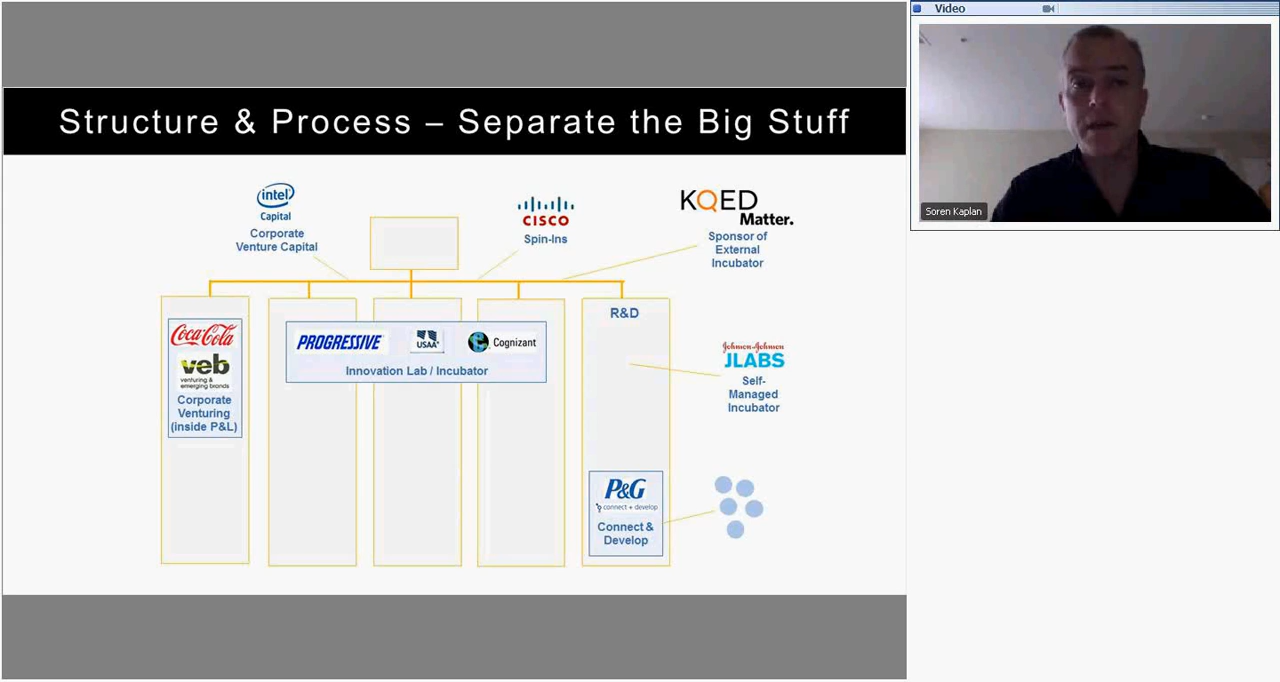 Video
Structure & Process – Separate the Big Stuff
intel
Capital
Corporate
Venture Capital
CISCO
Spin-Ins
KQED
Matter.
Sponsor of
External
Incubator
Soren Kaplan
Coca-Cola
veb
venturing &
emerging brands
Corporate
Venturing
(inside P&L)
PROGRESSIVE
USAA
Cognizant
Innovation Lab / Incubator
R&D
Johnson & Johnson
JLABS
Self-
Managed
Incubator
P&G
connect + develop
Connect &
Develop